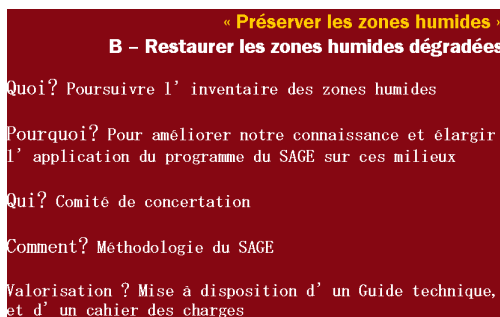 « Préserver les zones humides »
B – Restaurer les zones humides dégradées
Quoi? Poursuivre l’ inventaire des zones humides
Pourquoi? Pour améliorer notre connaissance et élargir
l’ application du programme du SAGE sur ces milieux
Qui? Comité de concertation
Comment? Méthodologie du SAGE
Valorisation ? Mise à disposition d’ un Guide technique,
et d’ un cahier des charges